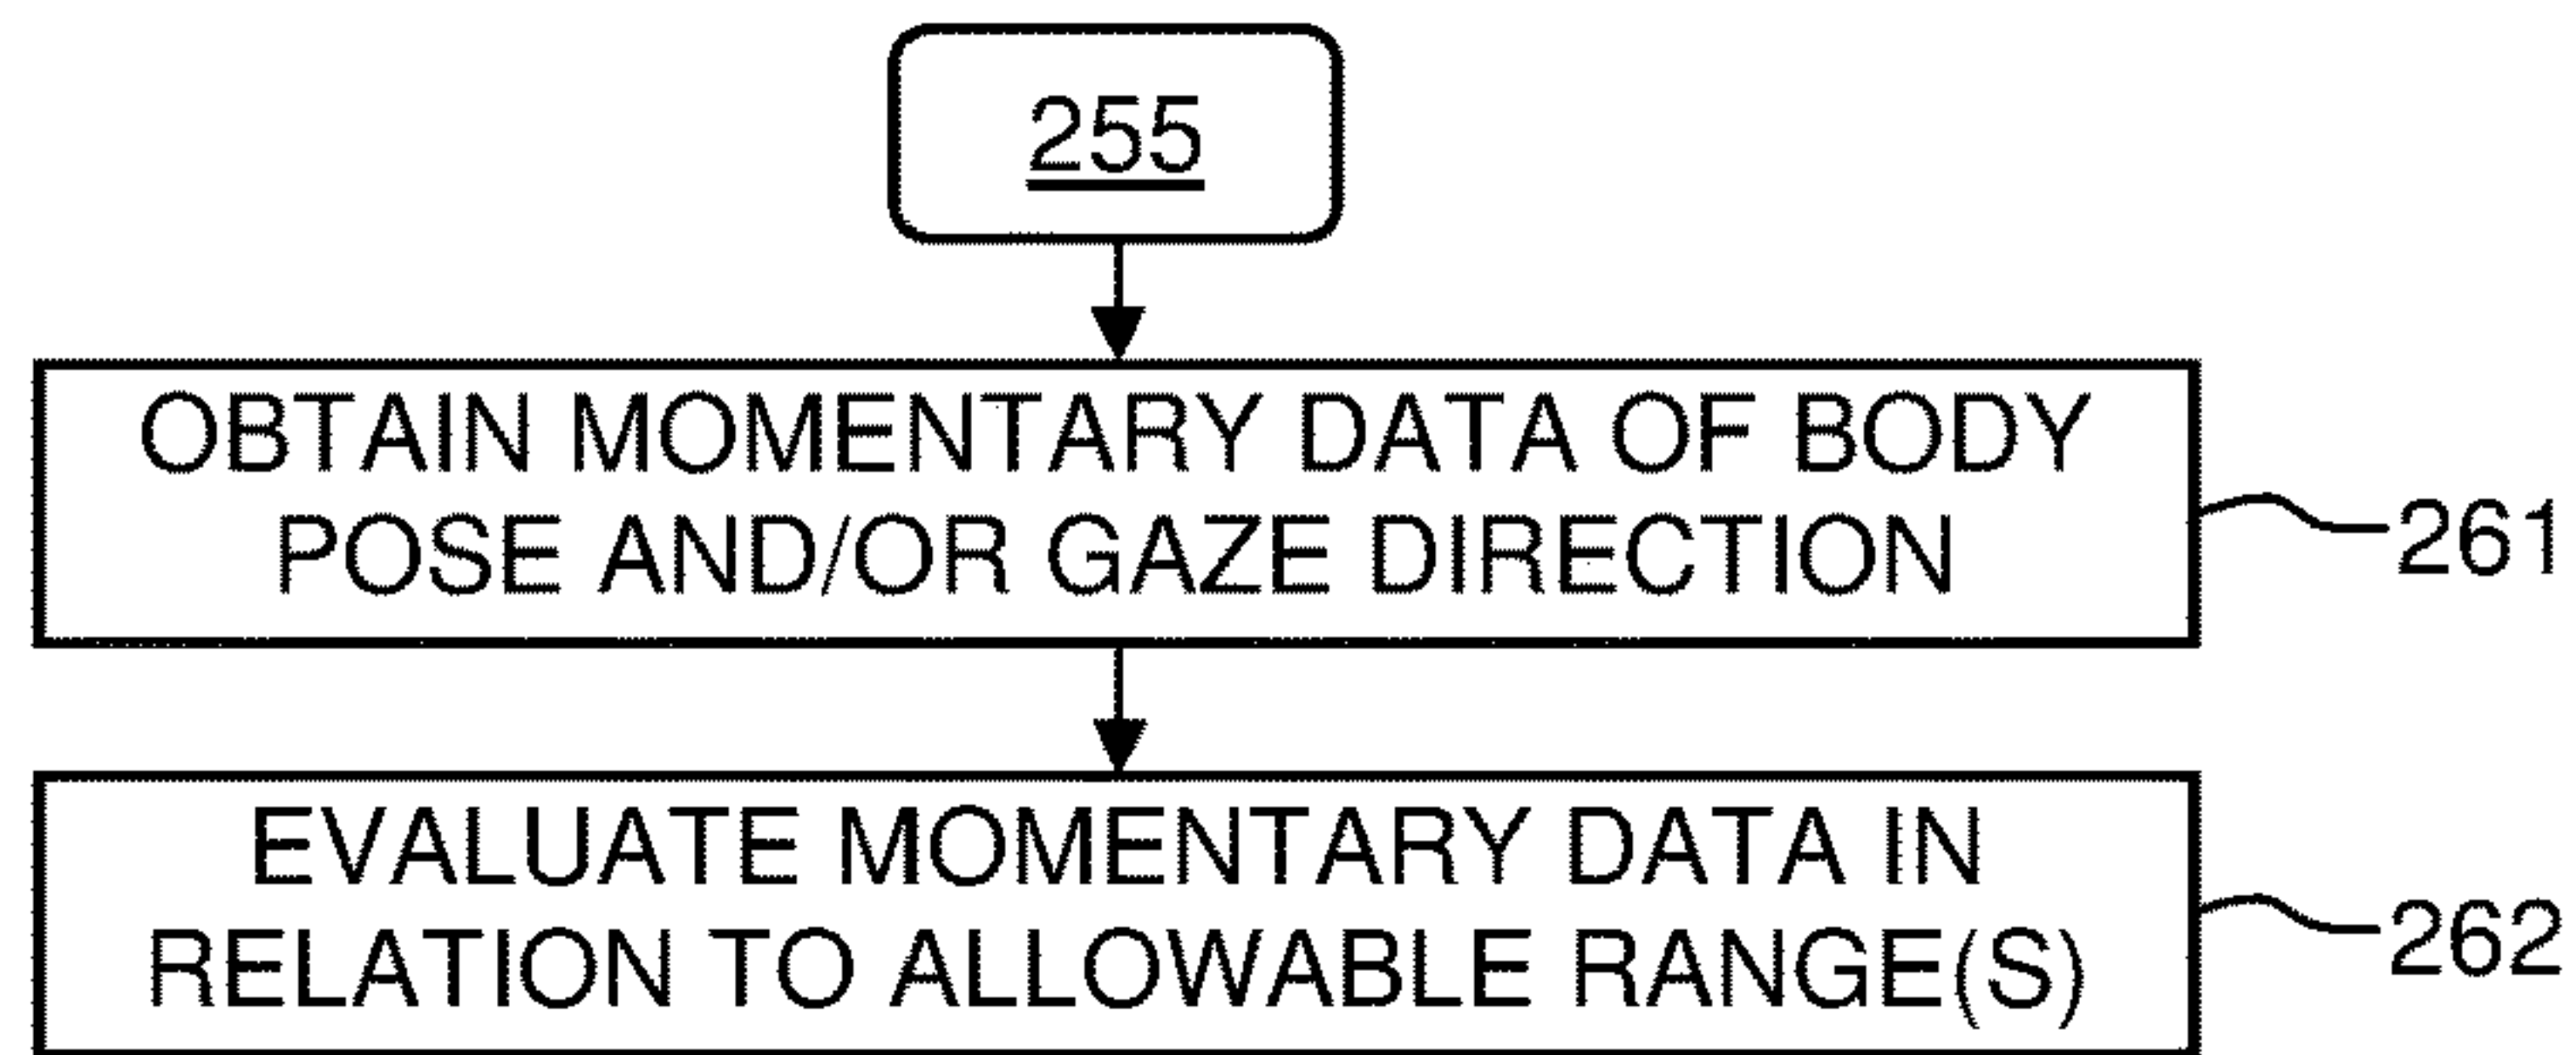 255
OBTAIN MOMENTARY DATA OF BODY
POSE AND/OR GAZE DIRECTION
261
EVALUATE MOMENTARY DATA IN
RELATION TO ALLOWABLE RANGE(S)
262